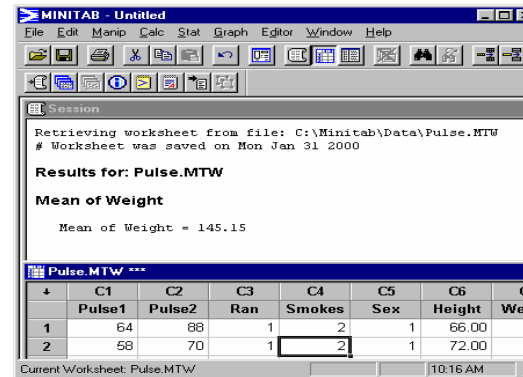 MINITAB - Untitled
File Edit Manip Calc Stat Graph Editor Window Help
Session
Retrieving worksheet from file: C:\Minitab\Data\Pulse.MTW
# Worksheet was saved on Mon Jan 31 2000
Results for: Pulse.MTW
Mean of Weight
Mean of Weight = 145.15
Pulse.MTW ***
C1 C2 C3 C4 C5 C6
Pulse1 Pulse2 Ran Smokes Sex Height We
1 64 88 1 2 1 66.00
2 58 70 1 2 1 72.00
Current Worksheet: Pulse.MTW 10:16 AM